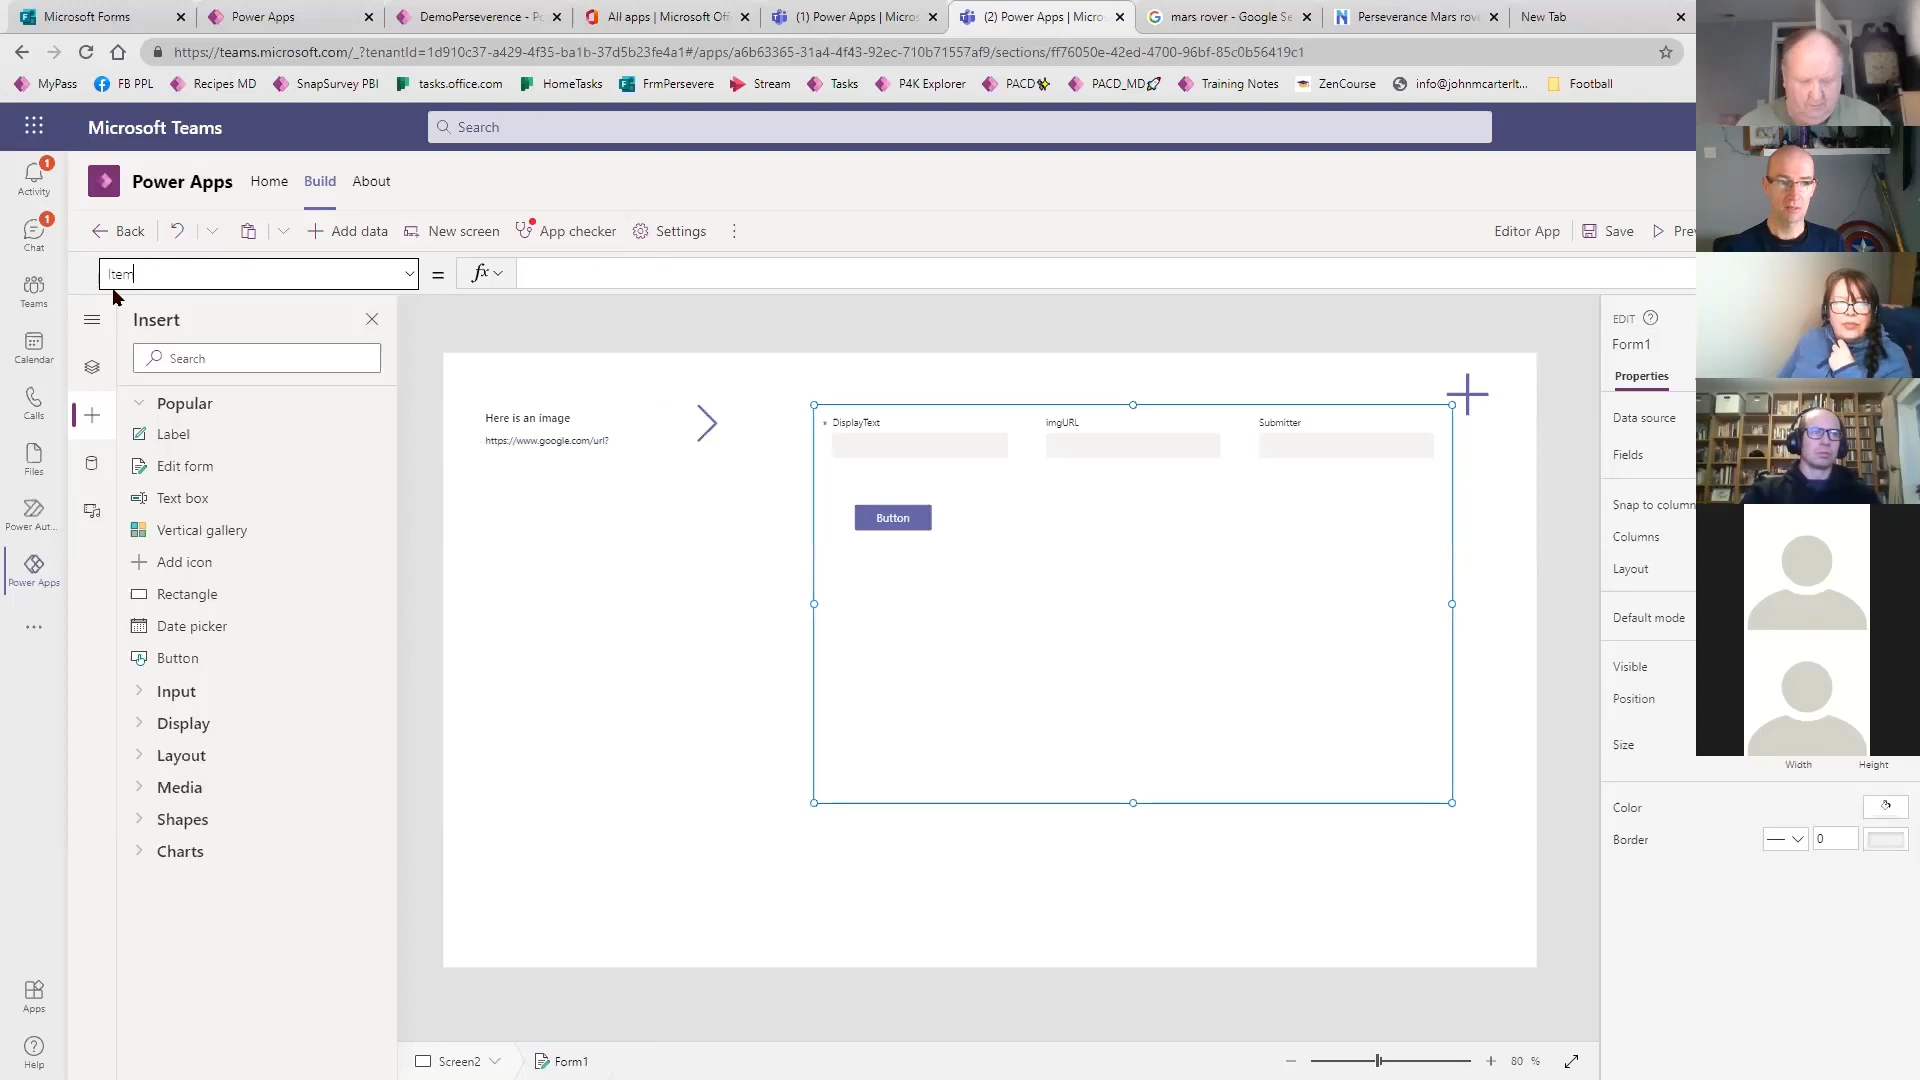 Microsoft Forms
Power Apps
DemoPerseverence - Po
All apps | Microsoft Offi
(1) Power Apps | Micros
(2) Power Apps | Micros
mars rover - Google Se
Perseverance Mars rov
New Tab
https://teams.microsoft.com/_?tenantId=1d910c37-a429-4f35-ba1b-37d5b23fe4a1#/apps/a6b63365-31a4-4f43-92ec-710b71557af9/sections/ff76050e-42ed-4700-96bf-85c0b56419c1
MyPass
FB PPL
Recipes MD
SnapSurvey PBI
tasks.office.com
HomeTasks
FrmPersevere
Stream
Tasks
P4K Explorer
PACD
PACD_MD
Training Notes
ZenCourse
info@johnmcarterlt...
Football
Microsoft Teams
Search
1
Activity
1
Chat
Teams
Calendar
Calls
Files
Power Aut...
Power Apps
Apps
Help
Power Apps
Home
Build
About
Back
Add data
New screen
App checker
Settings
Editor App
Save
Prev
Item
=
fx
Insert
Search
Popular
Label
Edit form
Text box
Vertical gallery
Add icon
Rectangle
Date picker
Button
Input
Display
Layout
Media
Shapes
Charts
Here is an image
https://www.google.com/url?
* DisplayText
imgURL
Submitter
Button
EDIT
Form1
Properties
Data source
Fields
Snap to column
Columns
Layout
Default mode
Visible
Position
Size
Width
Height
Color
Border
0
Screen2
Form1
80 %